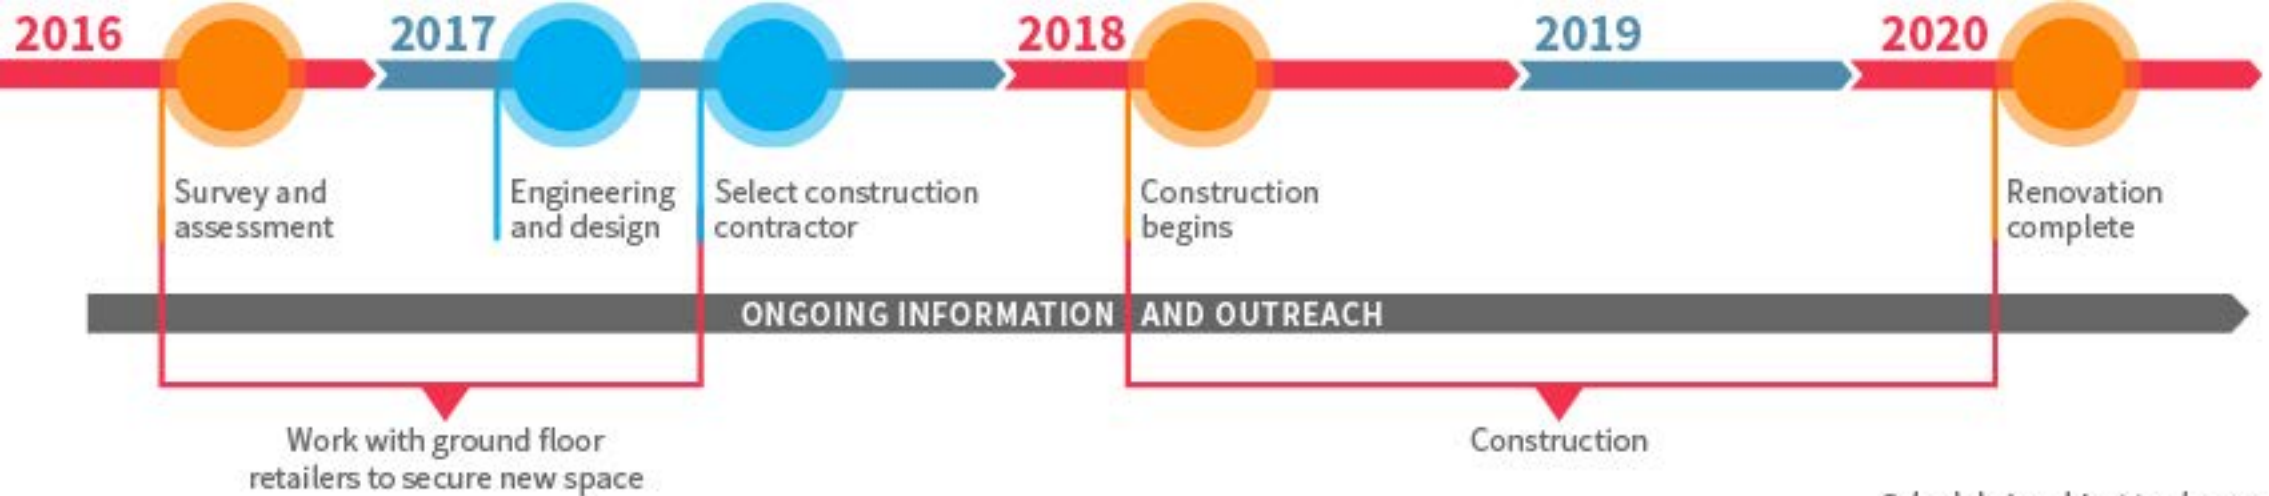 2016
2017
2018
2019
2020
Survey and
assessment
Engineering
and design
Select construction
contractor
Construction
begins
Renovation
complete
ONGOING INFORMATION AND OUTREACH
Work with ground floor
retailers to secure new space
Construction